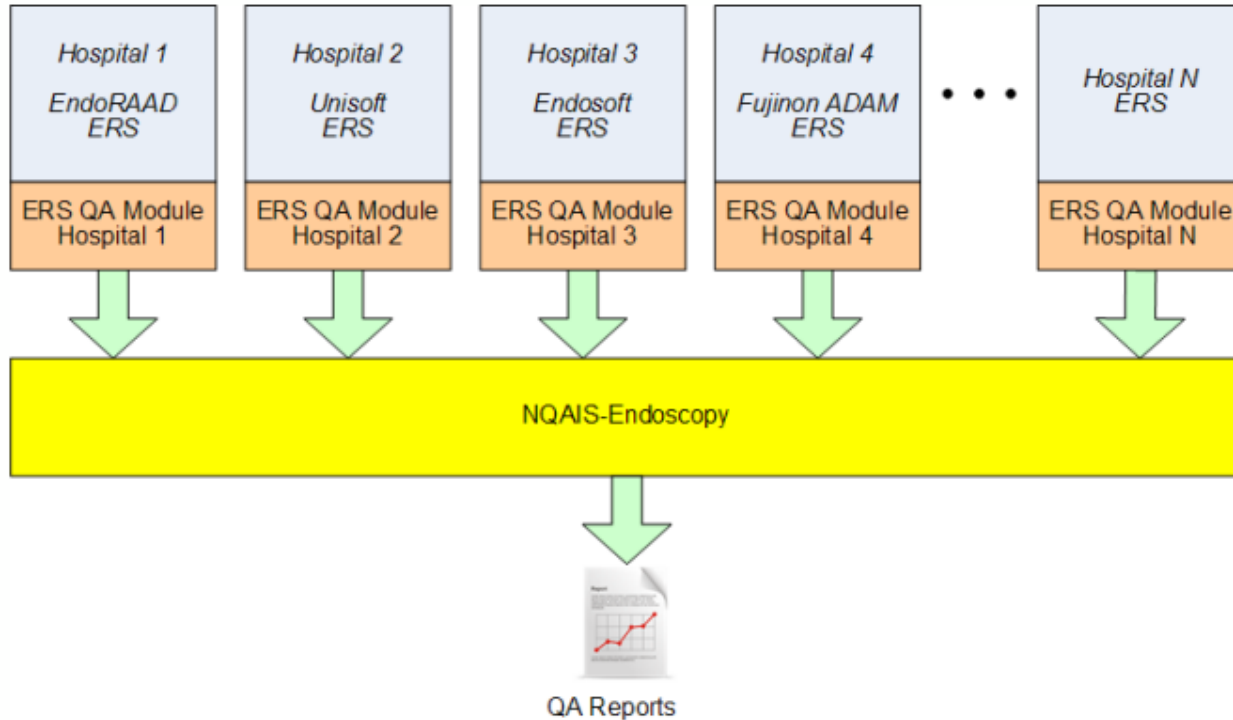 Hospital 1
EndoRAAD
ERS
Hospital 2
Unisoft
ERS
Hospital 3
Endosoft
ERS
Hospital 4
Fujinon ADAM
ERS
Hospital N
ERS
ERS QA Module
Hospital 1
ERS QA Module
Hospital 2
ERS QA Module
Hospital 3
ERS QA Module
Hospital 4
ERS QA Module
Hospital N
NQAIS-Endoscopy
Report
QA Reports